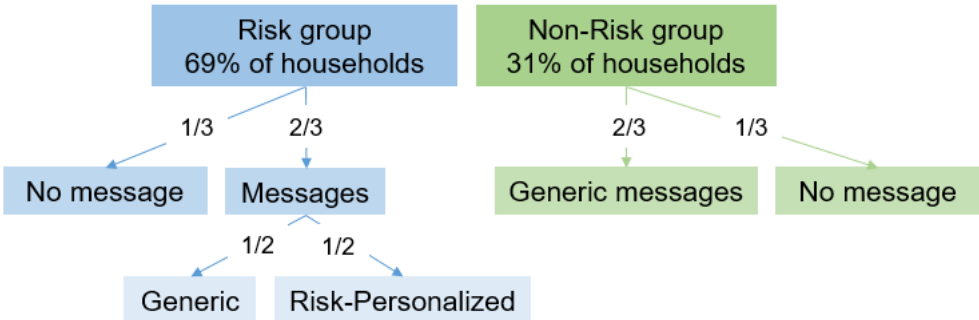 Risk group
69% of households
Non-Risk group
31% of households
1/3
2/3
2/3
1/3
No message
Messages
Generic messages
No message
1/2
1/2
Generic
Risk-Personalized